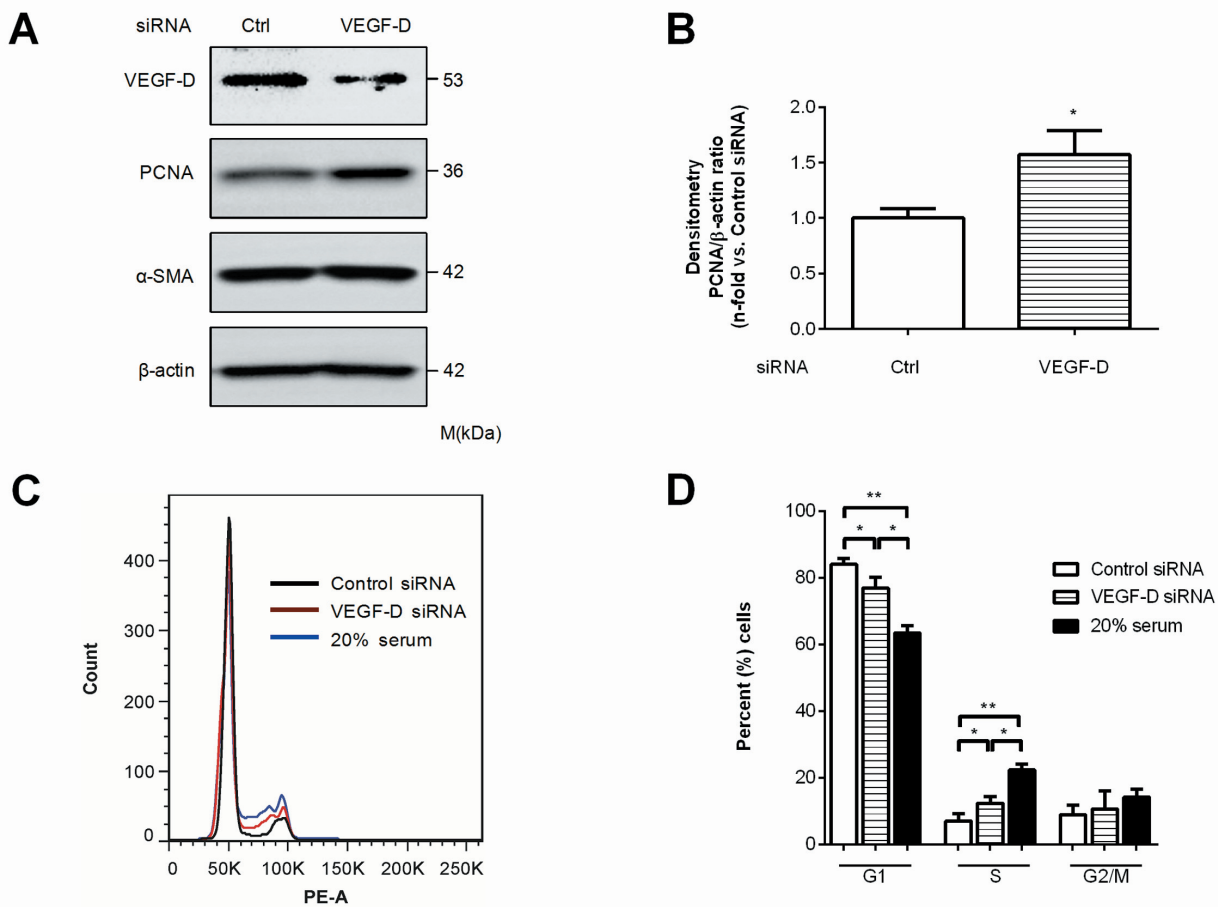 A
siRNA Ctrl VEGF-D
VEGF-D 53
PCNA 36
α-SMA 42
β-actin 42
M(kDa)
B
Densitometry
PCNA/β-actin ratio
(n-fold vs. Control siRNA)
2.0
1.5
1.0
0.5
0.0
*
siRNA Ctrl VEGF-D
C
Count
400
300
200
100
0
Control siRNA
VEGF-D siRNA
20% serum
0 50K 100K 150K 200K 250K
PE-A
D
Percent (%) cells
100
80
60
40
20
0
**
* *
**
* *
Control siRNA
VEGF-D siRNA
20% serum
G1 S G2/M